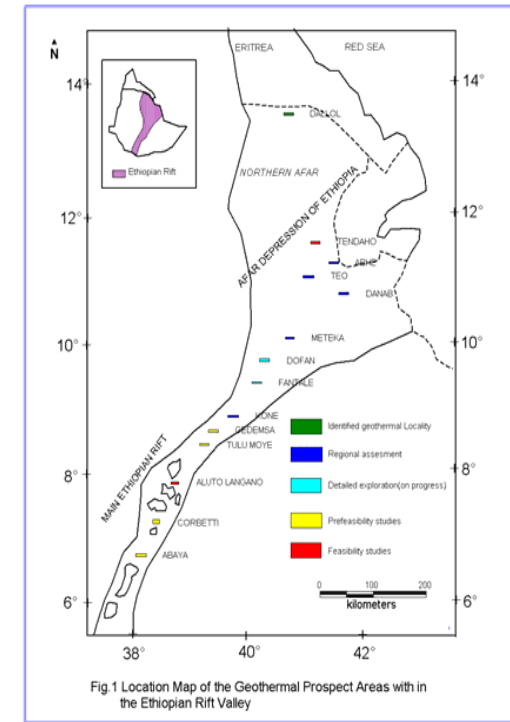 N
ERITREA
RED SEA
14°
14°
DALLOL
Ethiopian Rift
NORTHERN AFAR
AFAR DEPRESSION OF ETHIOPIA
12°
12°
TENDAHO
ABHE
TEO
DANAB
METEKA
10°
10°
DOFAN
FANTALE
KONE
GEDEMSA
TULU MOYE
MAIN ETHIOPIAN RIFT
8°
8°
ALUTO LANGANO
CORBETTI
ABAYA
6°
6°
Identified geothermal Locality
Regional assesment
Detailed exploration(on progress)
Prefeasibility studies
Feasibility studies
0 100 200
kilometers
38° 40° 42°
Fig.1 Location Map of the Geothermal Prospect Areas with in
the Ethiopian Rift Valley